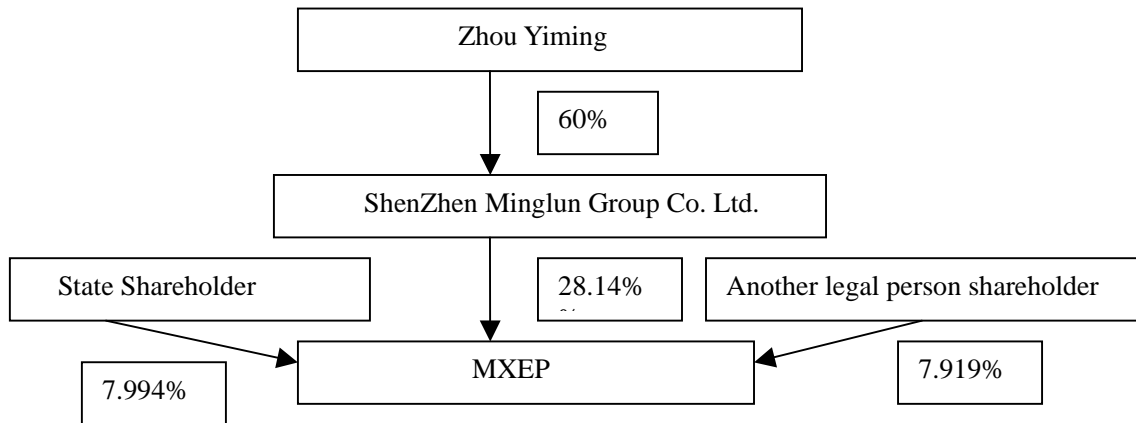 Zhou Yiming
60%
ShenZhen Minglun Group Co. Ltd.
State Shareholder
28.14%
%
Another legal person shareholder
MXEP
7.994%
7.919%